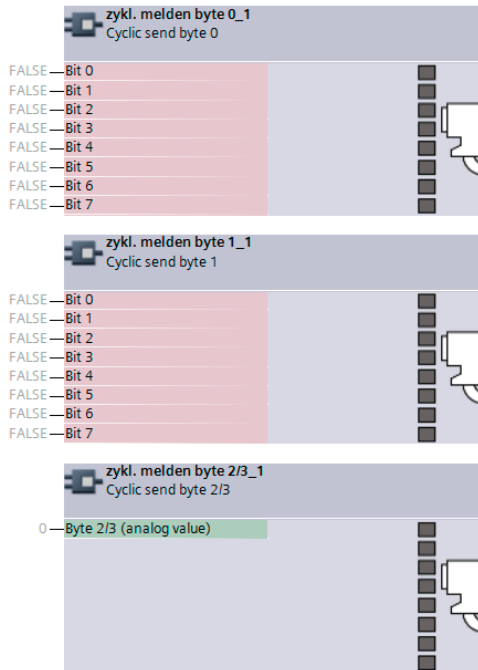 zykl. melden byte 0_1
Cyclic send byte 0
FALSE Bit 0
FALSE Bit 1
FALSE Bit 2
FALSE Bit 3
FALSE Bit 4
FALSE Bit 5
FALSE Bit 6
FALSE Bit 7
zykl. melden byte 1_1
Cyclic send byte 1
FALSE Bit 0
FALSE Bit 1
FALSE Bit 2
FALSE Bit 3
FALSE Bit 4
FALSE Bit 5
FALSE Bit 6
FALSE Bit 7
zykl. melden byte 2/3_1
Cyclic send byte 2/3
0 Byte 2/3 (analog value)